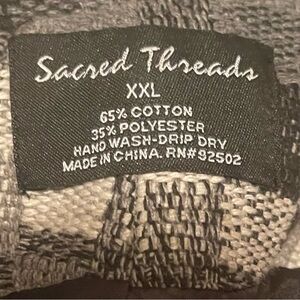 Sacred Threads
XXL
65% COTTON
35% POLYESTER
HAND WASH-DRIP DRY
MADE IN CHINA. RN#92502